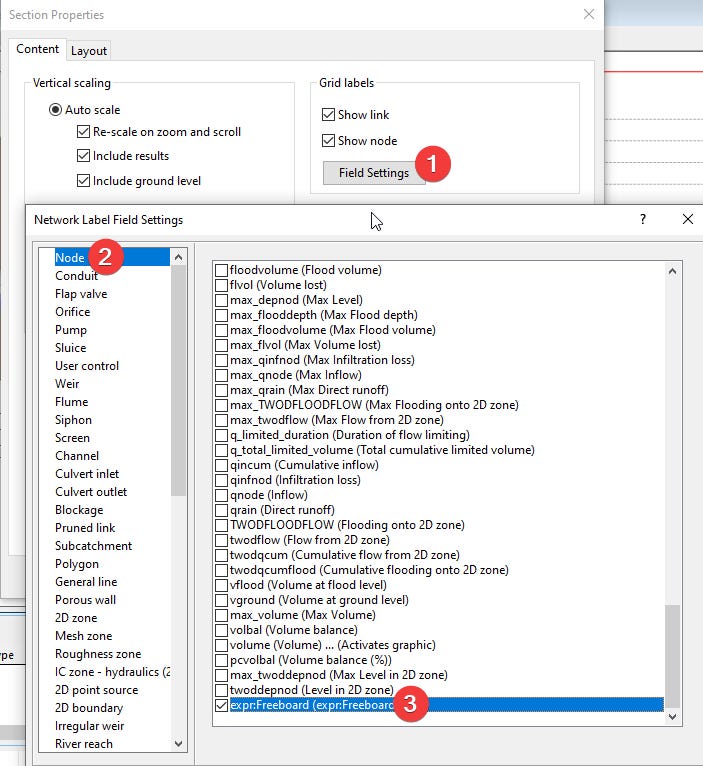 Section Properties
Content
Layout
Vertical scaling
Auto scale
Re-scale on zoom and scroll
Include results
Include ground level
Grid labels
Show link
Show node
Field Settings
1
Network Label Field Settings
?
Node
2
Conduit
Flap valve
Orifice
Pump
Sluice
User control
Weir
Flume
Siphon
Screen
Channel
Culvert inlet
Culvert outlet
Blockage
Pruned link
Subcatchment
Polygon
General line
Porous wall
2D zone
Mesh zone
Roughness zone
IC zone - hydraulics (2
2D point source
2D boundary
Irregular weir
River reach
floodvolume (Flood volume)
flvol (Volume lost)
max_depnod (Max Level)
max_flooddepth (Max Flood depth)
max_floodvolume (Max Flood volume)
max_flvol (Max Volume lost)
max_qinfnod (Max Infiltration loss)
max_qnode (Max Inflow)
max_qrain (Max Direct runoff)
max_TWODFLOODFLOW (Max Flooding onto 2D zone)
max_twodflow (Max Flow from 2D zone)
q_limited_duration (Duration of flow limiting)
q_total_limited_volume (Total cumulative limited volume)
qincum (Cumulative inflow)
qinfnod (Infiltration loss)
qnode (Inflow)
qrain (Direct runoff)
TWODFLOODFLOW (Flooding onto 2D zone)
twodflow (Flow from 2D zone)
twodqcum (Cumulative flow from 2D zone)
twodqcumflood (Cumulative flooding onto 2D zone)
vflood (Volume at flood level)
vground (Volume at ground level)
max_volume (Max Volume)
volbal (Volume balance)
volume (Volume) ... (Activates graphic)
pcvolbal (Volume balance (%))
max_twoddepnod (Max Level in 2D zone)
twoddepnod (Level in 2D zone)
expr:Freeboard (expr:Freeboard
3
ype